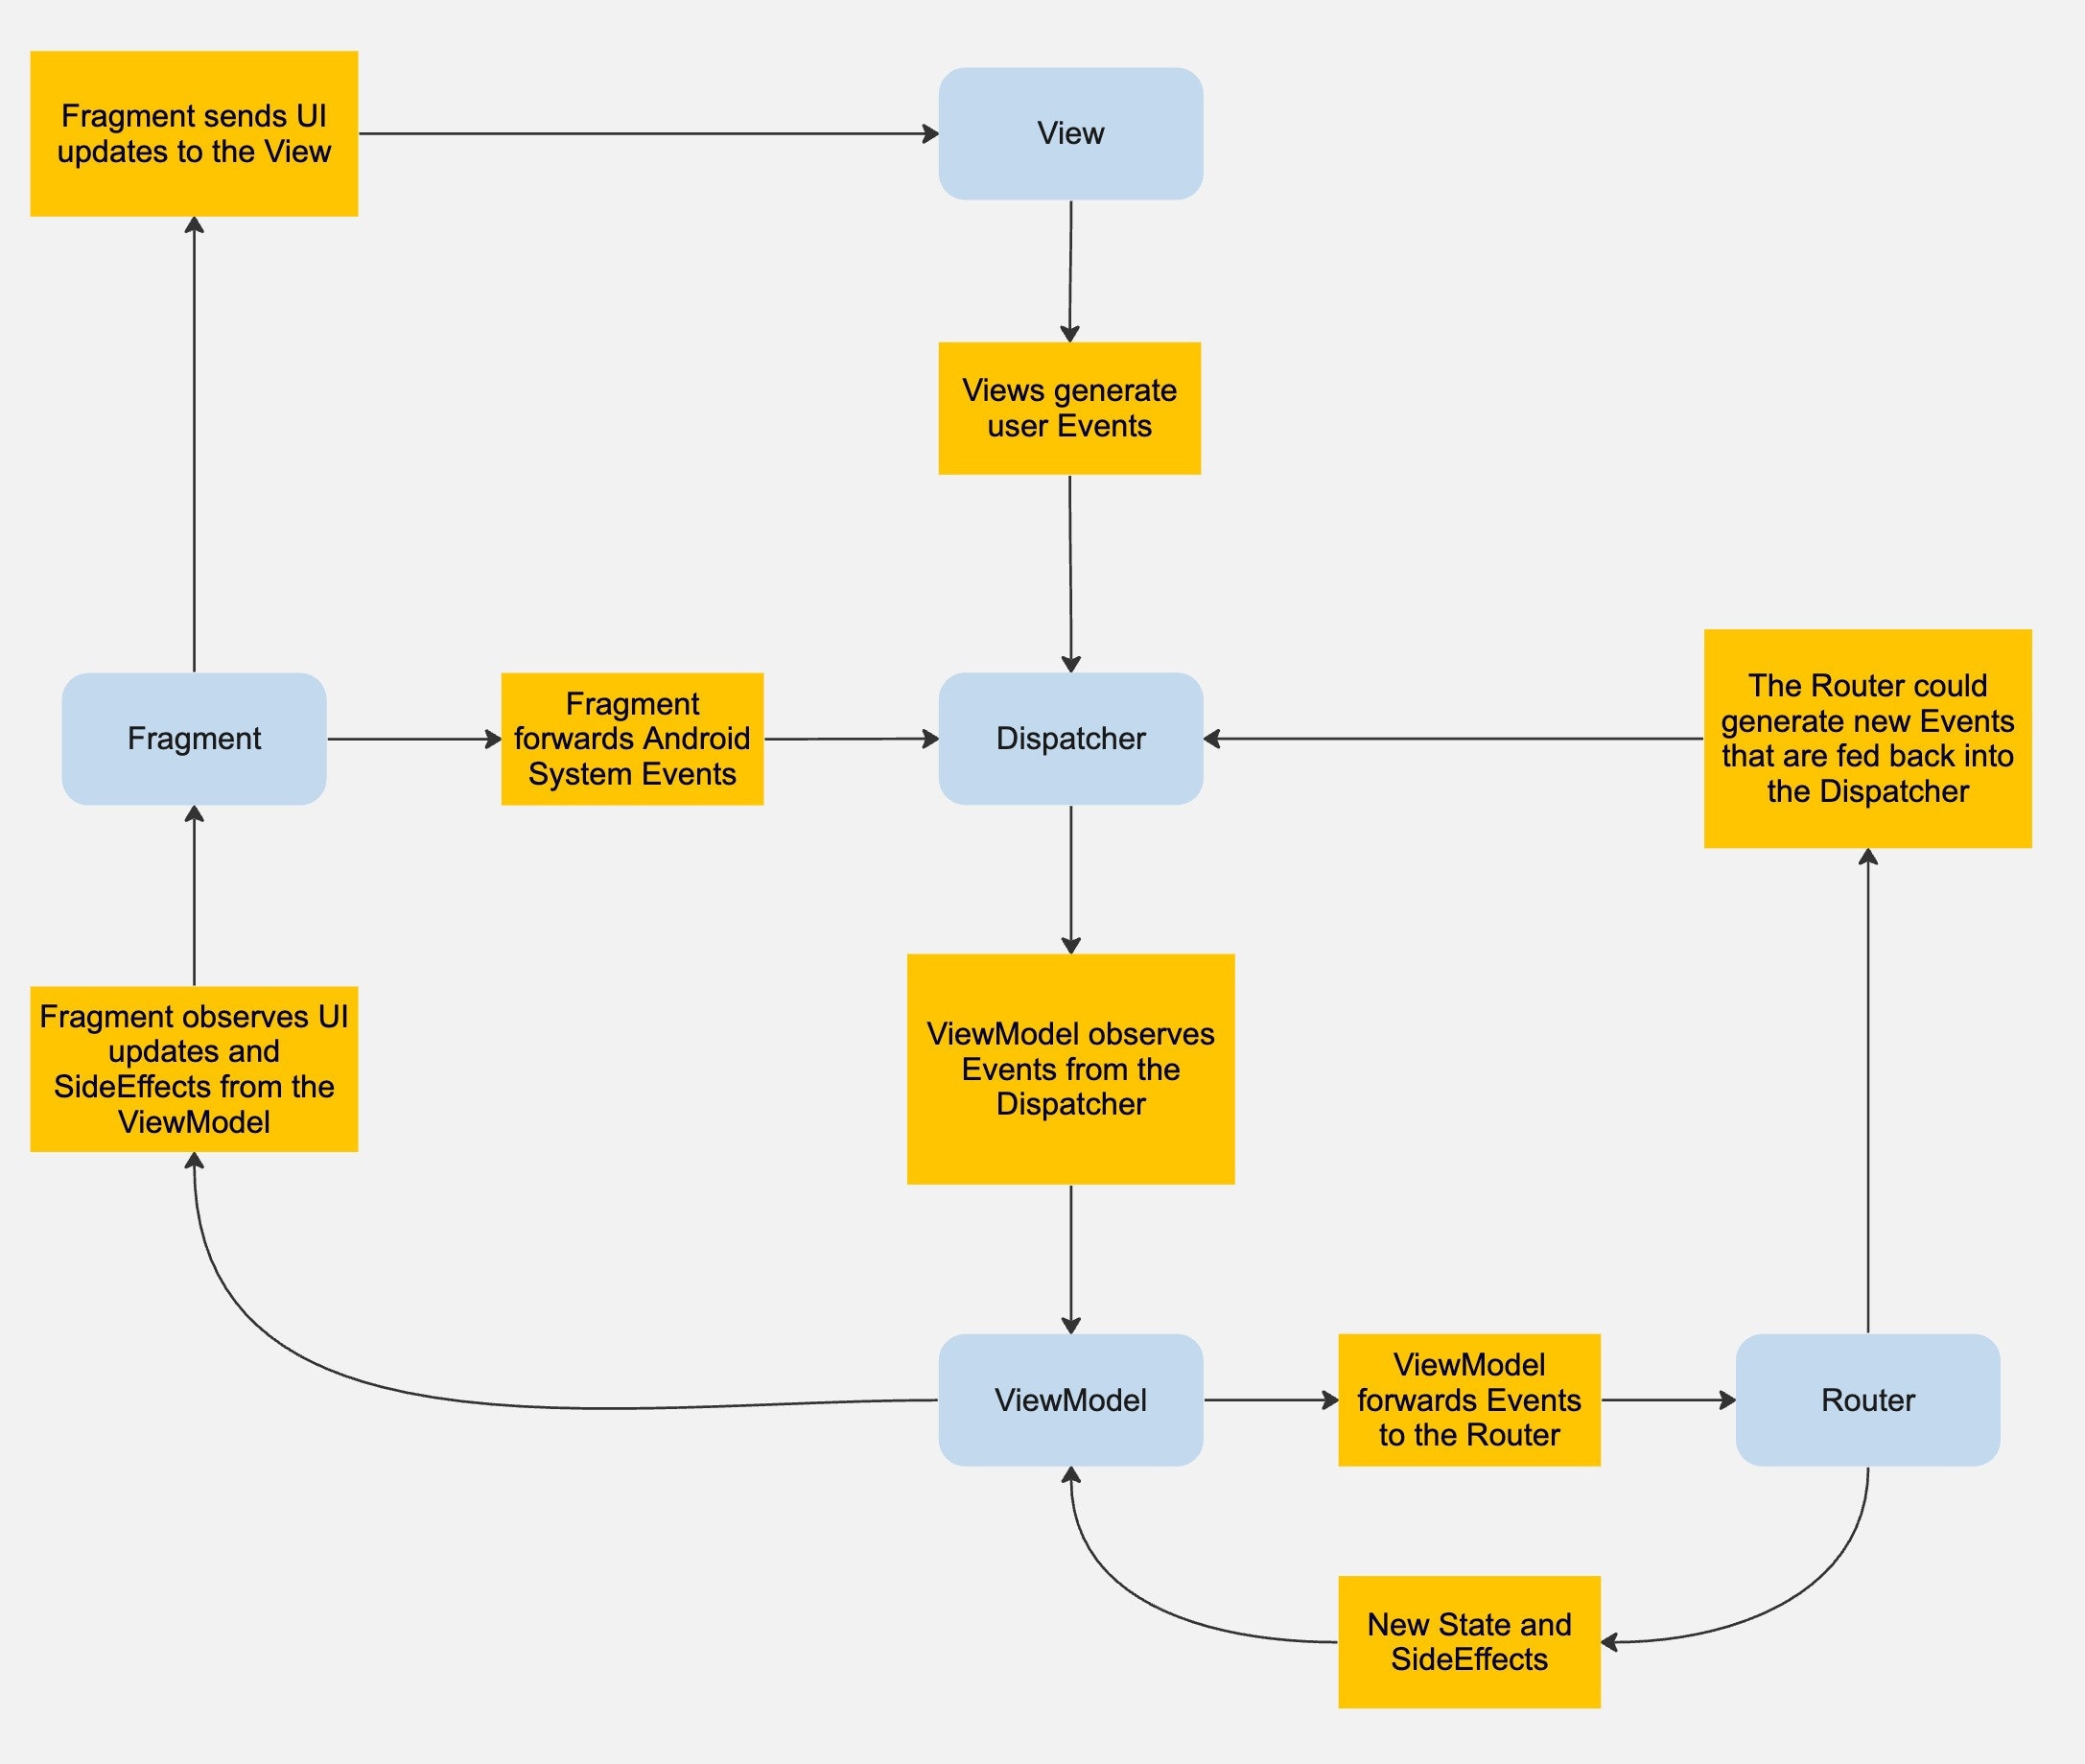 Fragment sends UI
updates to the View
View
Views generate
user Events
Fragment
Fragment
forwards Android
System Events
Dispatcher
The Router could
generate new Events
that are fed back into
the Dispatcher
Fragment observes UI
updates and
SideEffects from the
ViewModel
ViewModel observes
Events from the
Dispatcher
ViewModel
ViewModel
forwards Events
to the Router
Router
New State and
SideEffects